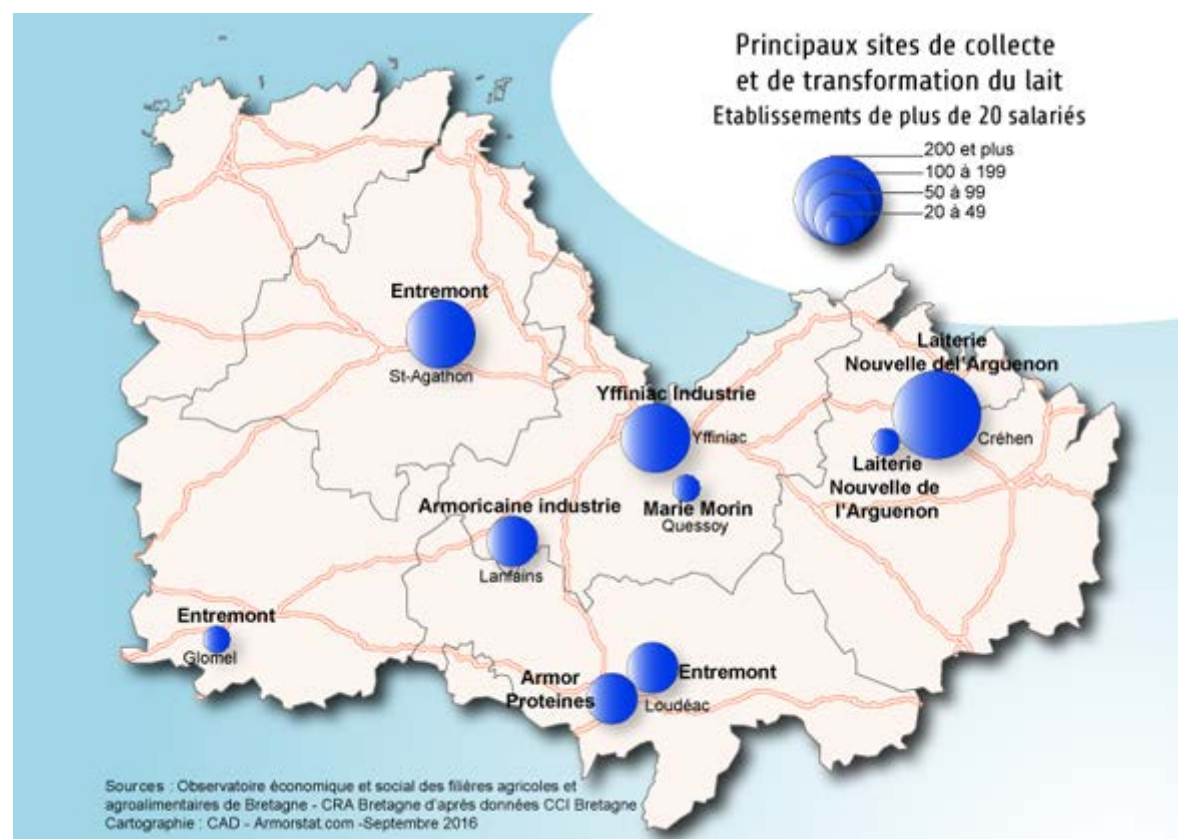 Principaux sites de collecte
et de transformation du lait
Etablissements de plus de 20 salariés
200 et plus
100 à 199
50 à 99
20 à 49
Entremont
St-Agathon
Laiterie
Nouvelle del'Arguenon
Créhen
Yffiniac Industrie
Yffiniac
Laiterie
Nouvelle de
l'Arguenon
Marie Morin
Quessoy
Armoricaine industrie
Lanfains
Entremont
Glomel
Armor
Proteines
Entremont
Loudéac
Sources : Observatoire économique et social des filières agricoles et
agroalimentaires de Bretagne - CRA Bretagne d'après données CCI Bretagne
Cartographie : CAD - Armorstat.com -Septembre 2016